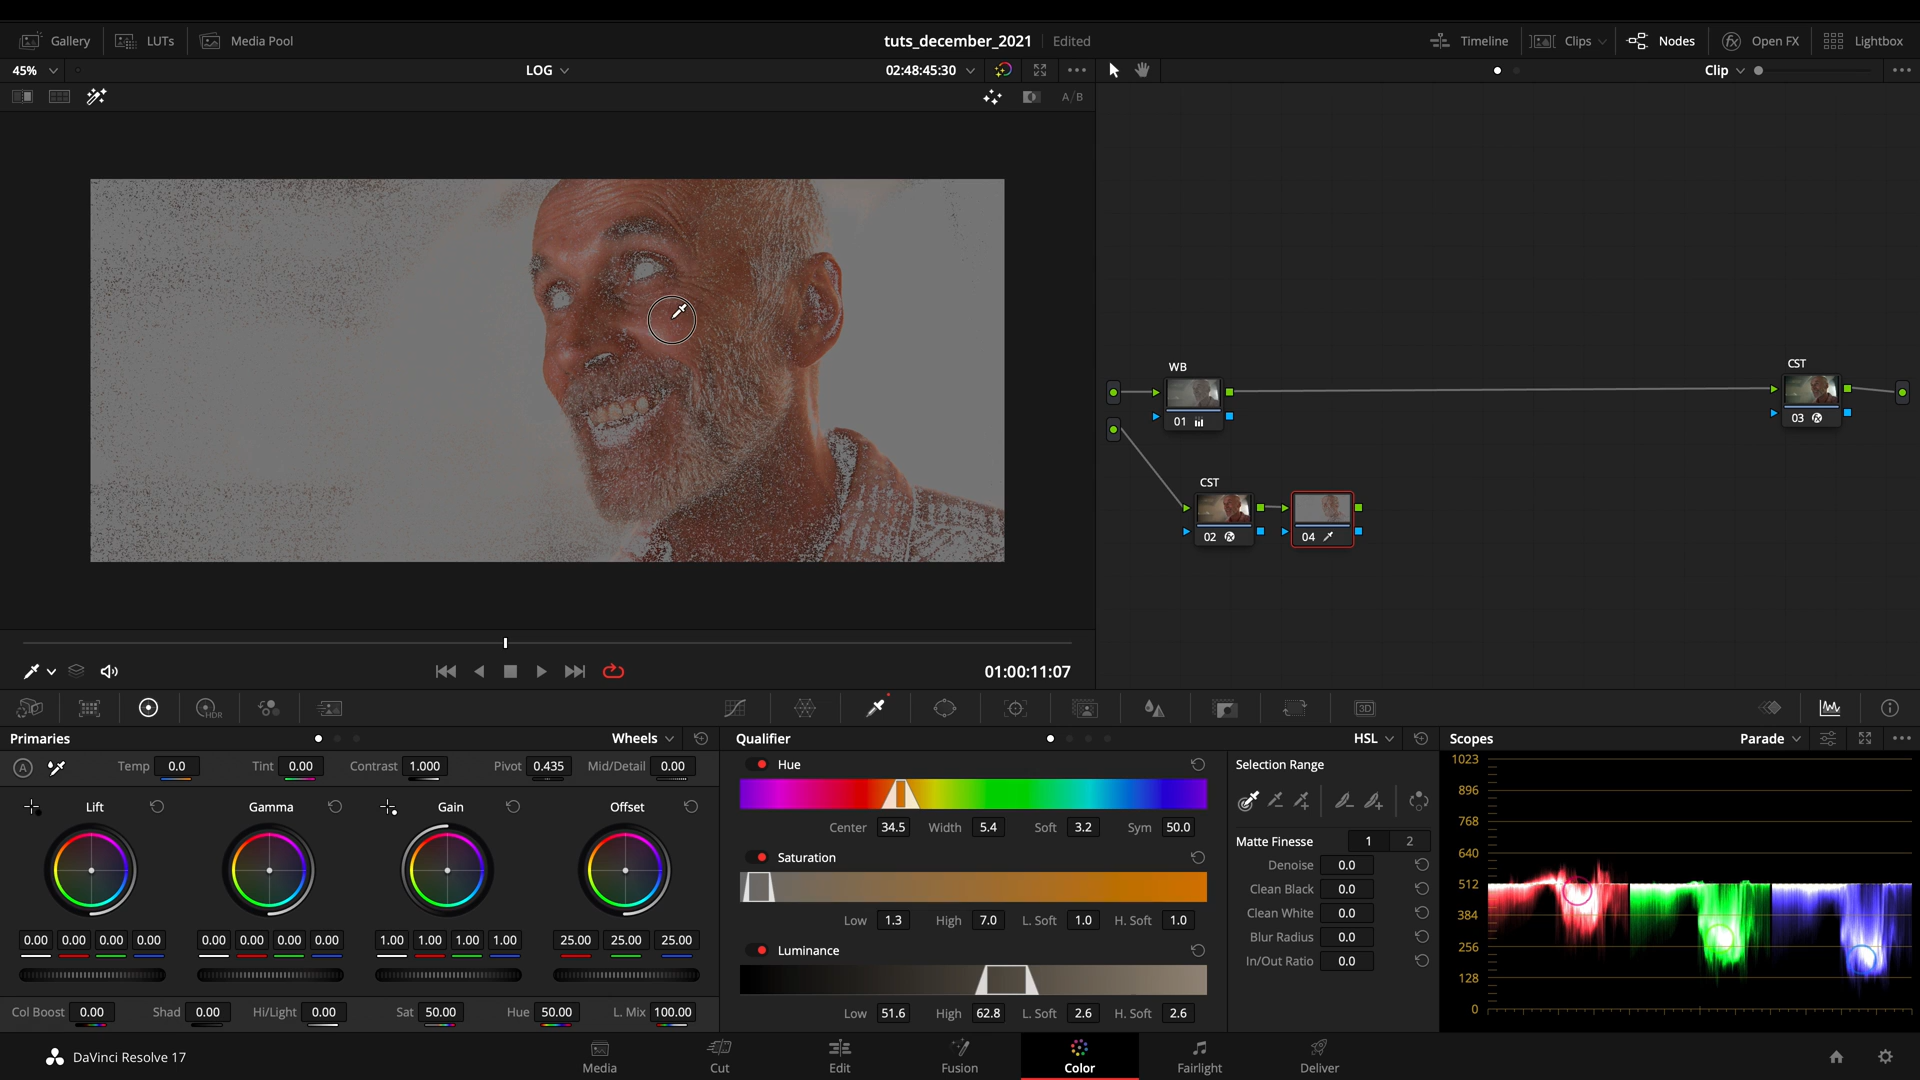 Gallery LUTs Media Pool tuts_december_2021 Edited Timeline Clips Nodes Open FX Lightbox
45% LOG 02:48:45:30 Clip
A/B
WB
01
CST
03
CST
02
04
01:00:11:07
HDR 3D
Primaries Wheels
A Temp 0.0 Tint 0.00 Contrast 1.000 Pivot 0.435 Mid/Detail 0.00
Lift Gamma Gain Offset
0.00 0.00 0.00 0.00 0.00 0.00 0.00 0.00 1.00 1.00 1.00 1.00 25.00 25.00 25.00
Col Boost 0.00 Shad 0.00 Hi/Light 0.00 Sat 50.00 Hue 50.00 L. Mix 100.00
Qualifier HSL
Hue
Center 34.5 Width 5.4 Soft 3.2 Sym 50.0
Saturation
Low 1.3 High 7.0 L. Soft 1.0 H. Soft 1.0
Luminance
Low 51.6 High 62.8 L. Soft 2.6 H. Soft 2.6
Selection Range
Matte Finesse 1 2
Denoise 0.0
Clean Black 0.0
Clean White 0.0
Blur Radius 0.0
In/Out Ratio 0.0
Scopes Parade
1023
896
768
640
512
384
256
128
0
DaVinci Resolve 17 Media Cut Edit Fusion Color Fairlight Deliver